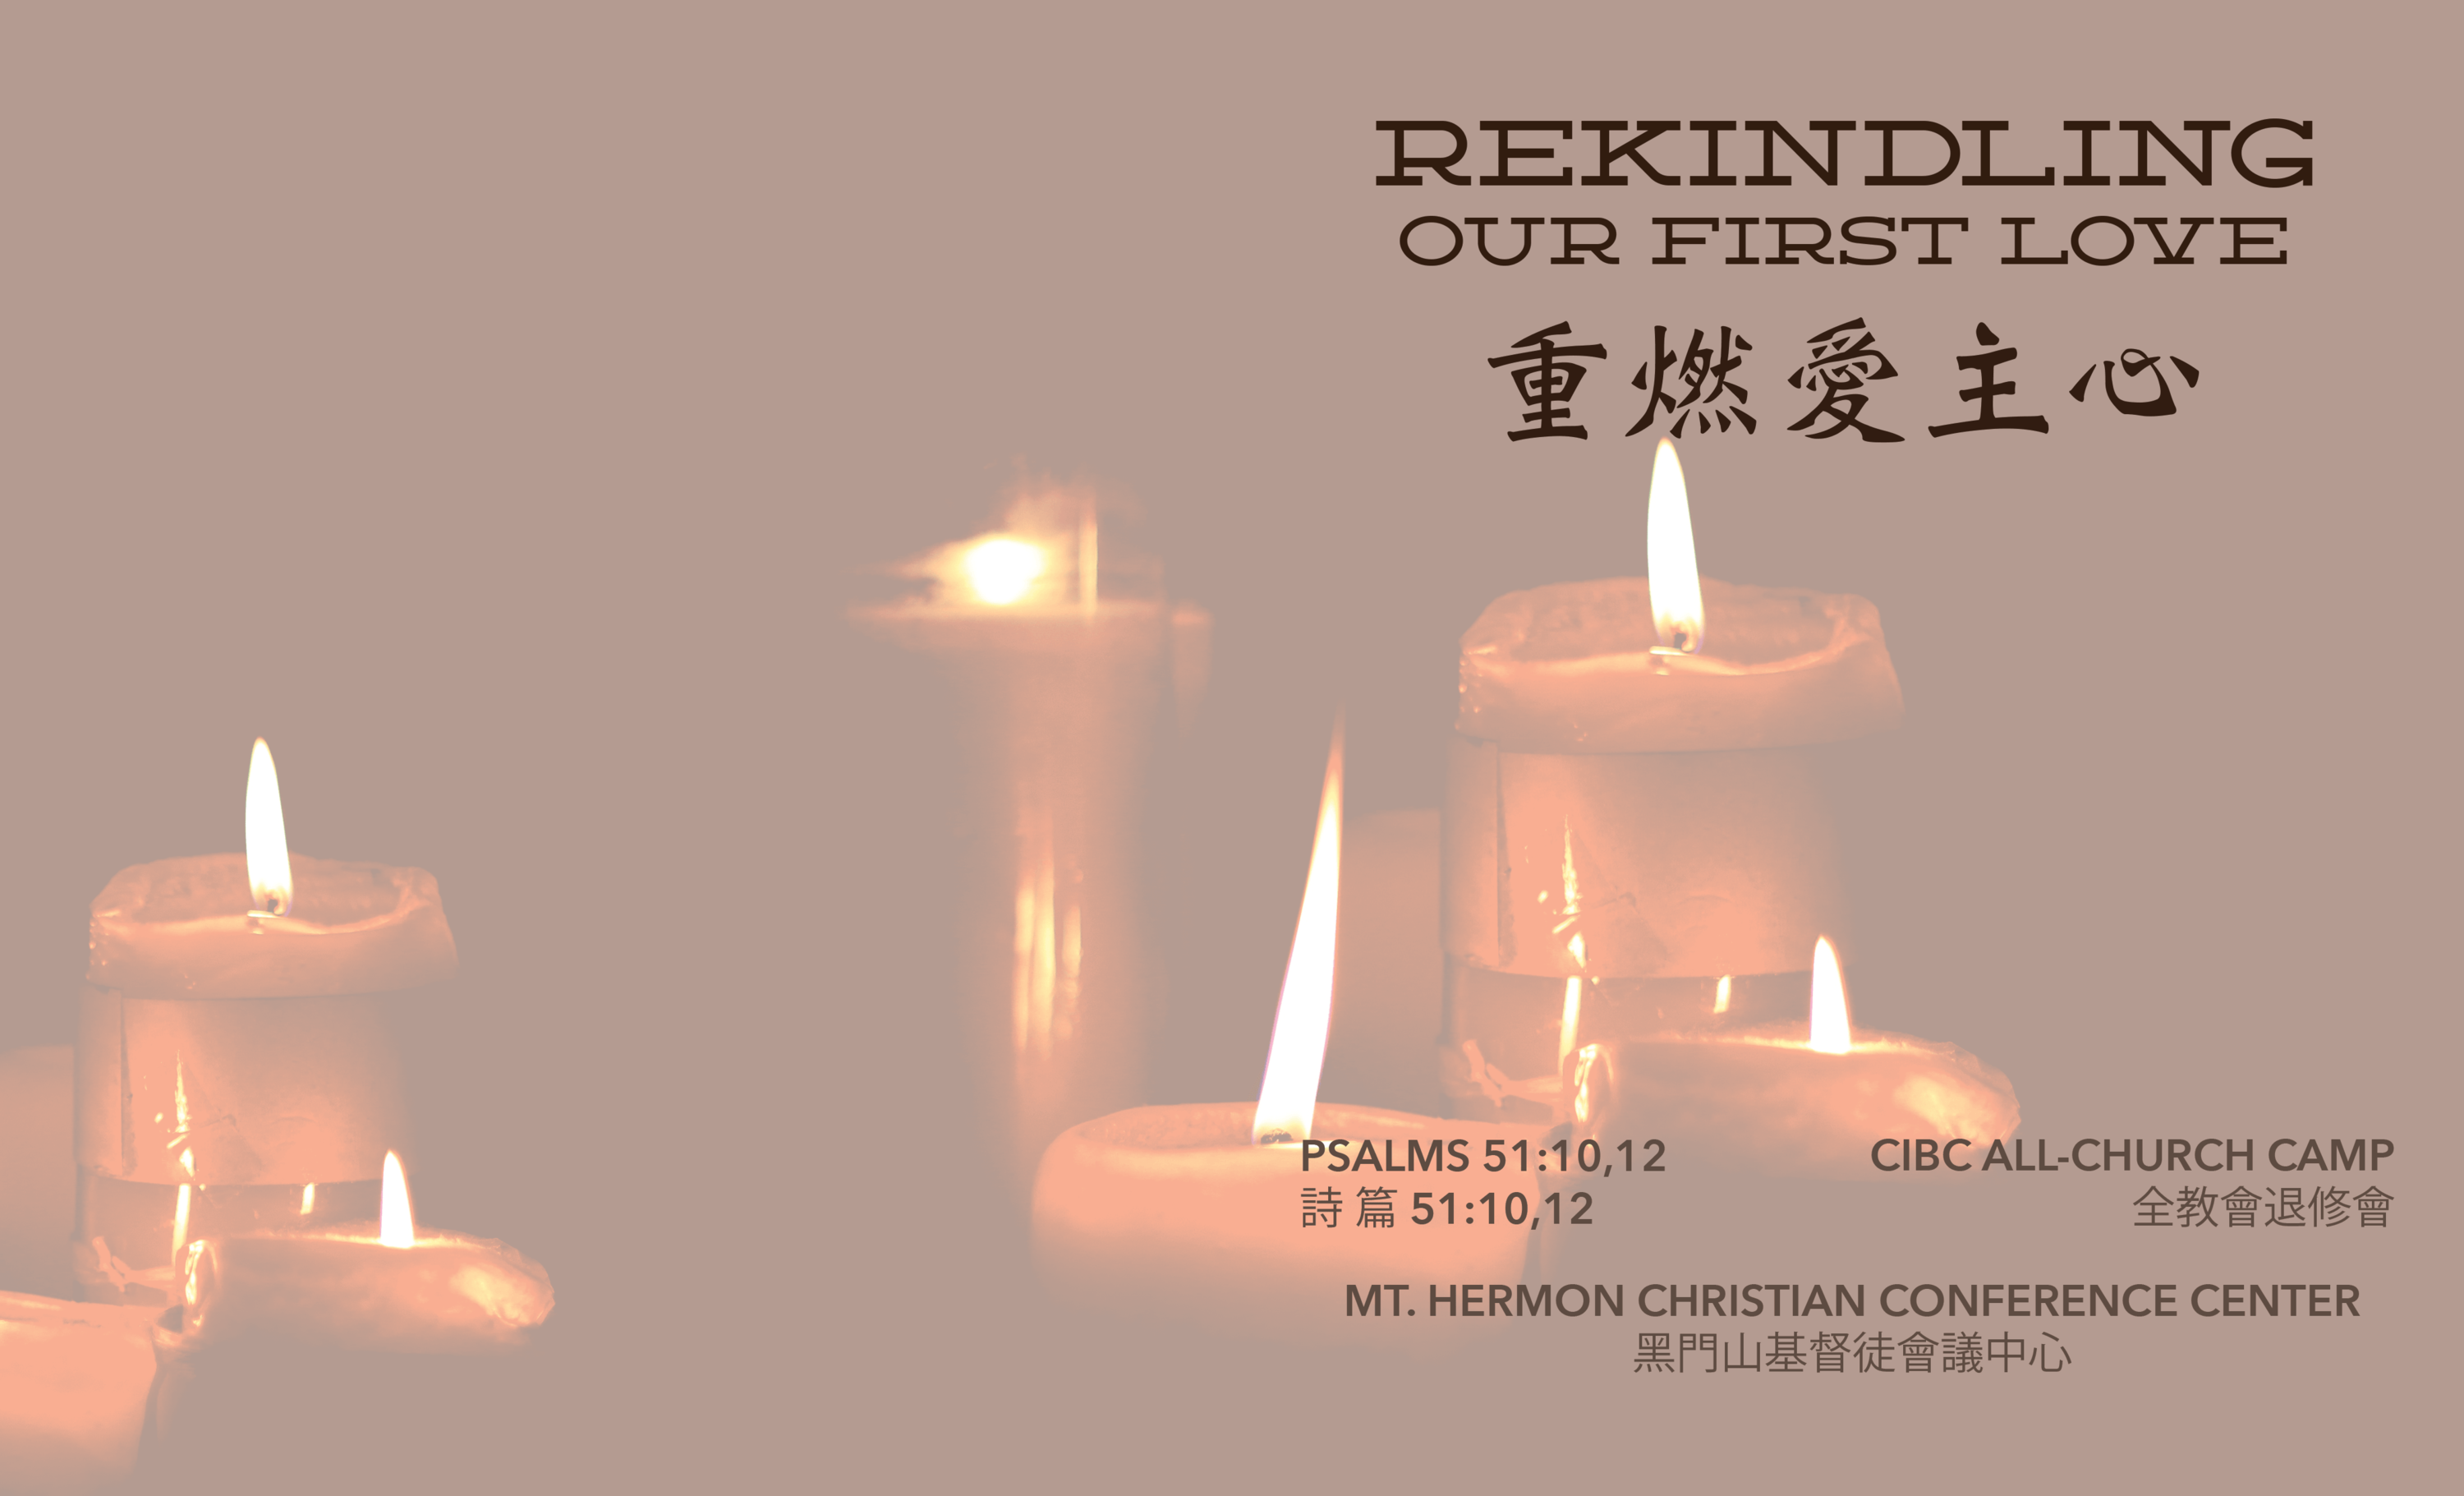 REKINDLING
OUR FIRST LOVE
重燃愛主心
PSALMS 51:10,12
詩 篇 51:10,12
CIBC ALL-CHURCH CAMP
全教會退修會
MT. HERMON CHRISTIAN CONFERENCE CENTER
黑門山基督徒會議中心